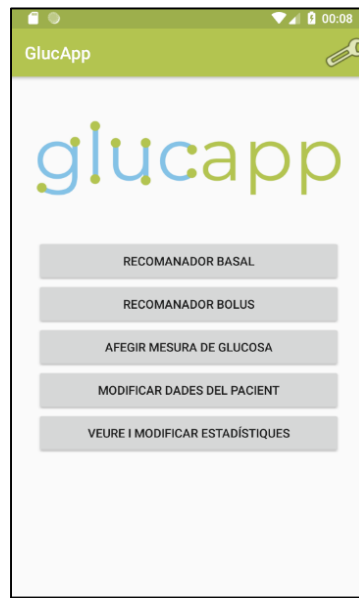 00:08
GlucApp
glucapp
RECOMANADOR BASAL
RECOMANADOR BOLUS
AFEGIR MESURA DE GLUCOSA
MODIFICAR DADES DEL PACIENT
VEURE I MODIFICAR ESTADÍSTIQUES